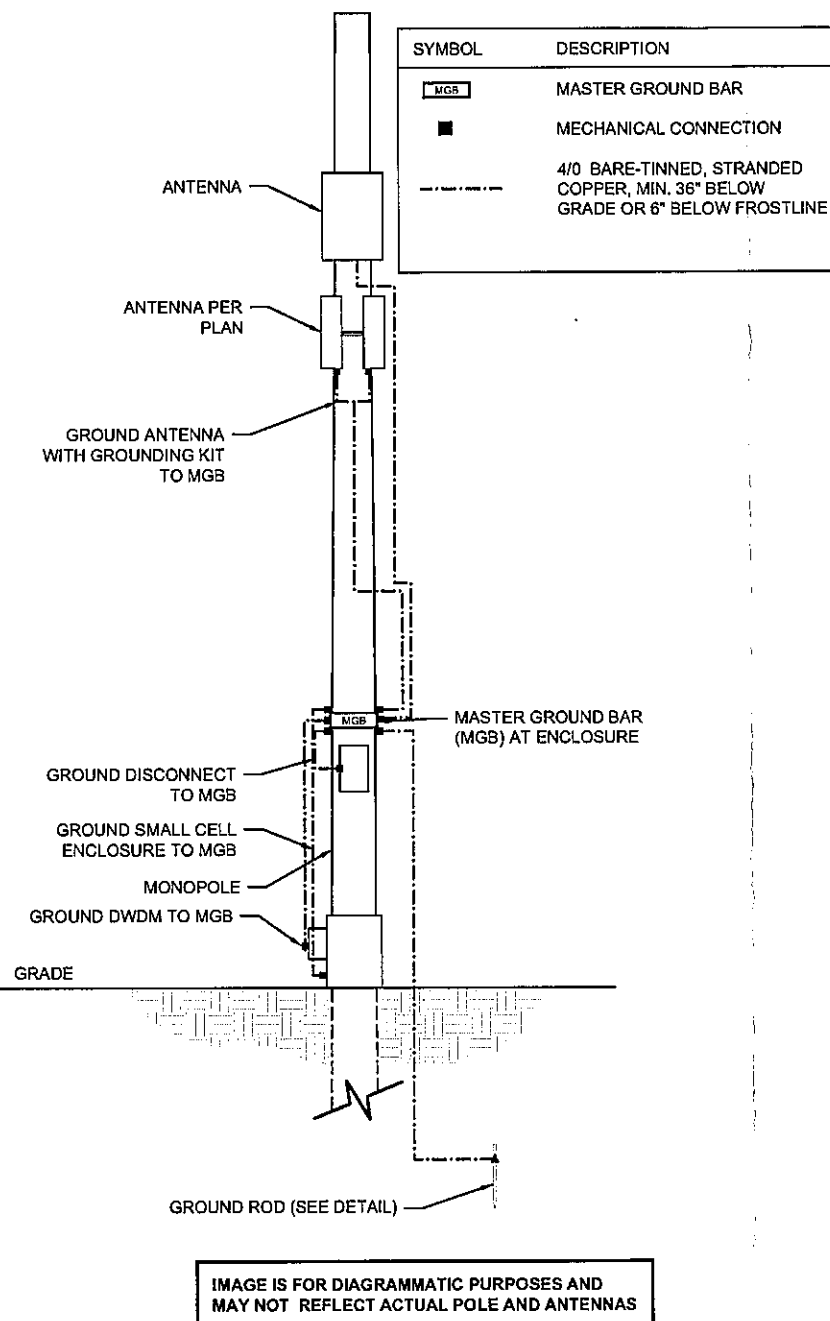 SYMBOL DESCRIPTION
MGB MASTER GROUND BAR
MECHANICAL CONNECTION
4/0 BARE-TINNED, STRANDED
COPPER, MIN. 36" BELOW
GRADE OR 6" BELOW FROSTLINE
ANTENNA
ANTENNA PER
PLAN
GROUND ANTENNA
WITH GROUNDING KIT
TO MGB
MGB
MASTER GROUND BAR
(MGB) AT ENCLOSURE
GROUND DISCONNECT
TO MGB
GROUND SMALL CELL
ENCLOSURE TO MGB
MONOPOLE
GROUND DWDM TO MGB
GRADE
GROUND ROD (SEE DETAIL)
IMAGE IS FOR DIAGRAMMATIC PURPOSES AND
MAY NOT REFLECT ACTUAL POLE AND ANTENNAS